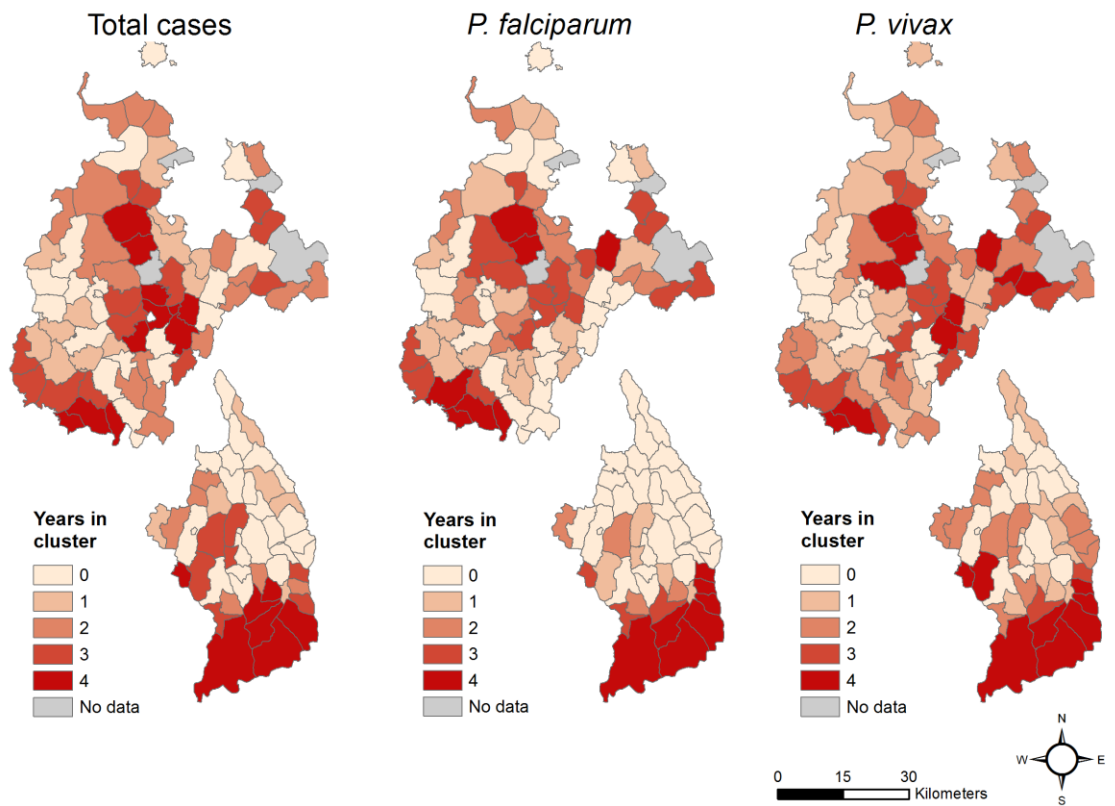 Total cases
P. falciparum
P. vivax
Years in
cluster
0
1
2
3
4
No data
Years in
cluster
0
1
2
3
4
No data
Years in
cluster
0
1
2
3
4
No data
N
W E
S
0 15 30
Kilometers